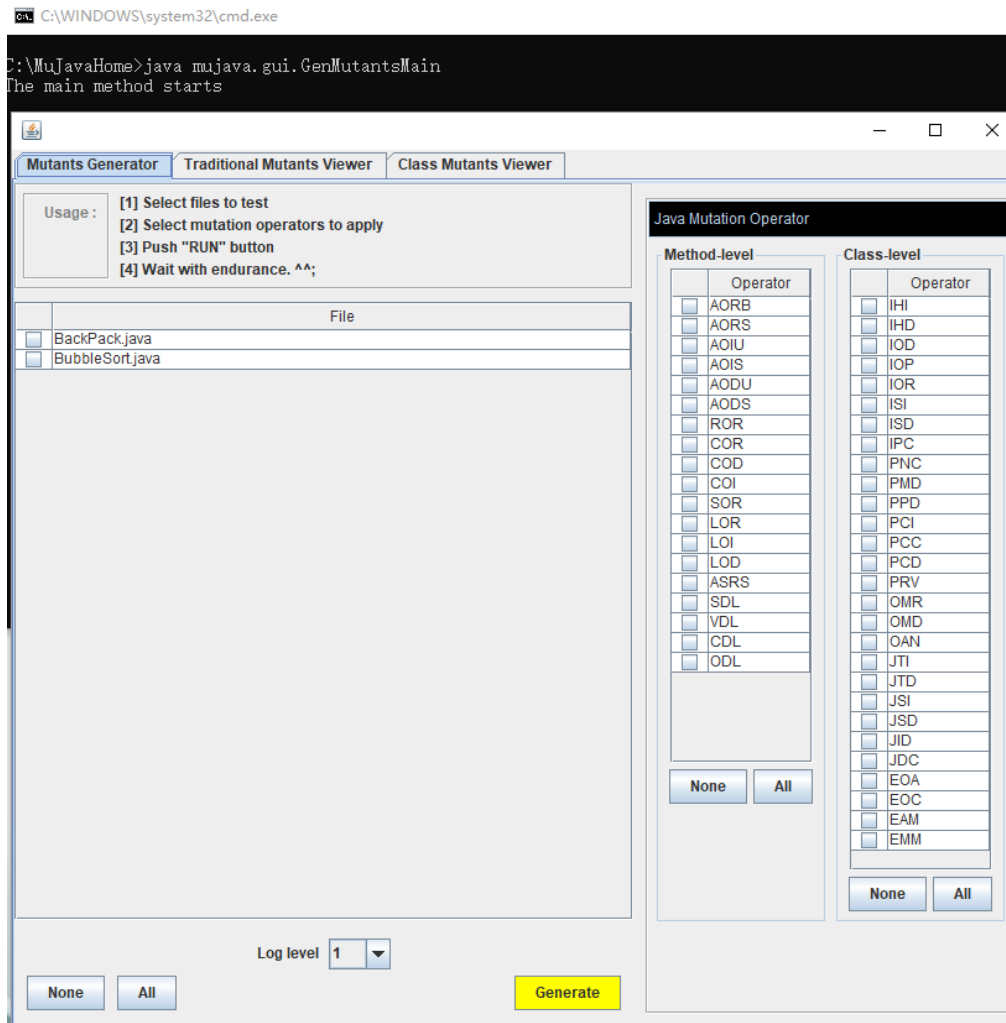 C:\WINDOWS\system32\cmd.exe
C:\MuJavaHome>java mujava.gui.GenMutantsMain
The main method starts
Mutants Generator
Traditional Mutants Viewer
Class Mutants Viewer
Usage :
[1] Select files to test
[2] Select mutation operators to apply
[3] Push "RUN" button
[4] Wait with endurance. ^^;
File
BackPack.java
BubbleSort.java
Log level 1
None
All
Generate
Java Mutation Operator
Method-level
Operator
AORB
AORS
AOIU
AOIS
AODU
AODS
ROR
COR
COD
COI
SOR
LOR
LOI
LOD
ASRS
SDL
VDL
CDL
ODL
None
All
Class-level
Operator
IHI
IHD
IOD
IOP
IOR
ISI
ISD
IPC
PNC
PMD
PPD
PCI
PCC
PCD
PRV
OMR
OMD
OAN
JTI
JTD
JSI
JSD
JID
JDC
EOA
EOC
EAM
EMM
None
All